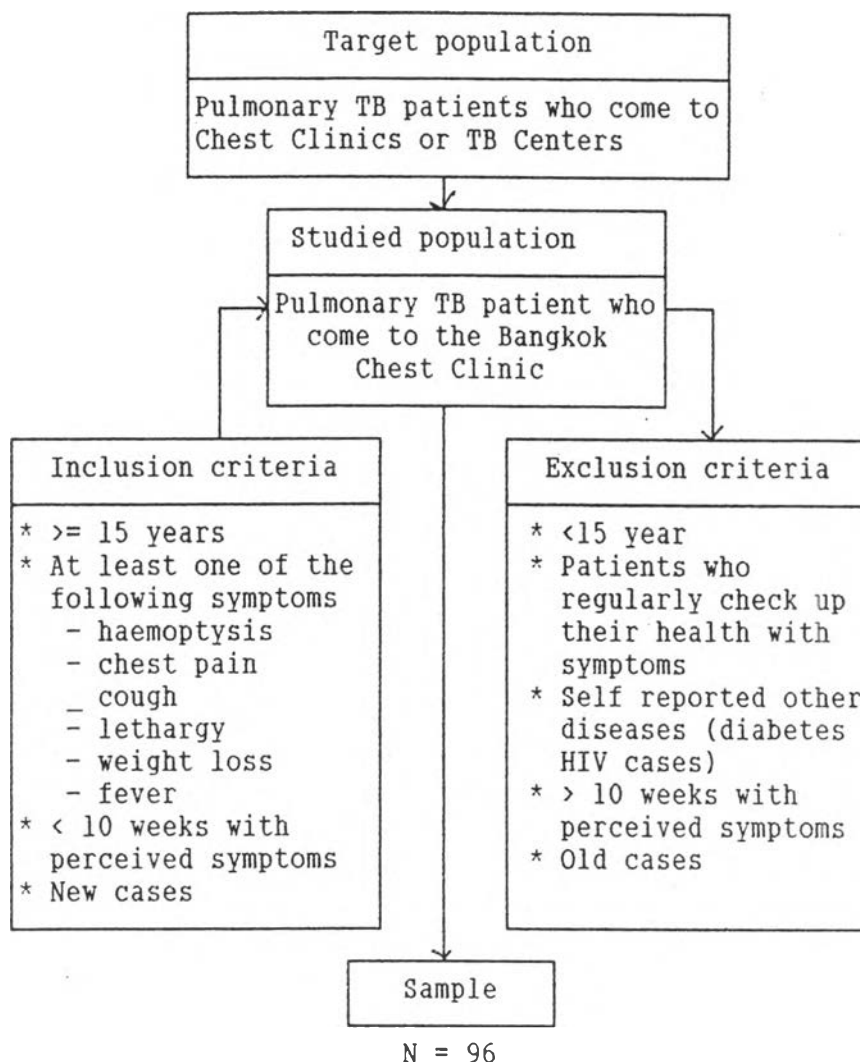 Target population
Pulmonary TB patients who come to
Chest Clinics or TB Centers
Studied population
Pulmonary TB patient who
come to the Bangkok
Chest Clinic
Inclusion criteria
* >= 15 years
* At least one of the
following symptoms
- haemoptysis
- chest pain
_ cough
- lethargy
- weight loss
- fever
* < 10 weeks with
perceived symptoms
* New cases
Exclusion criteria
* <15 year
* Patients who
regularly check up
their health with
symptoms
* Self reported other
diseases (diabetes
HIV cases)
* > 10 weeks with
perceived symptoms
* Old cases
Sample
N = 96